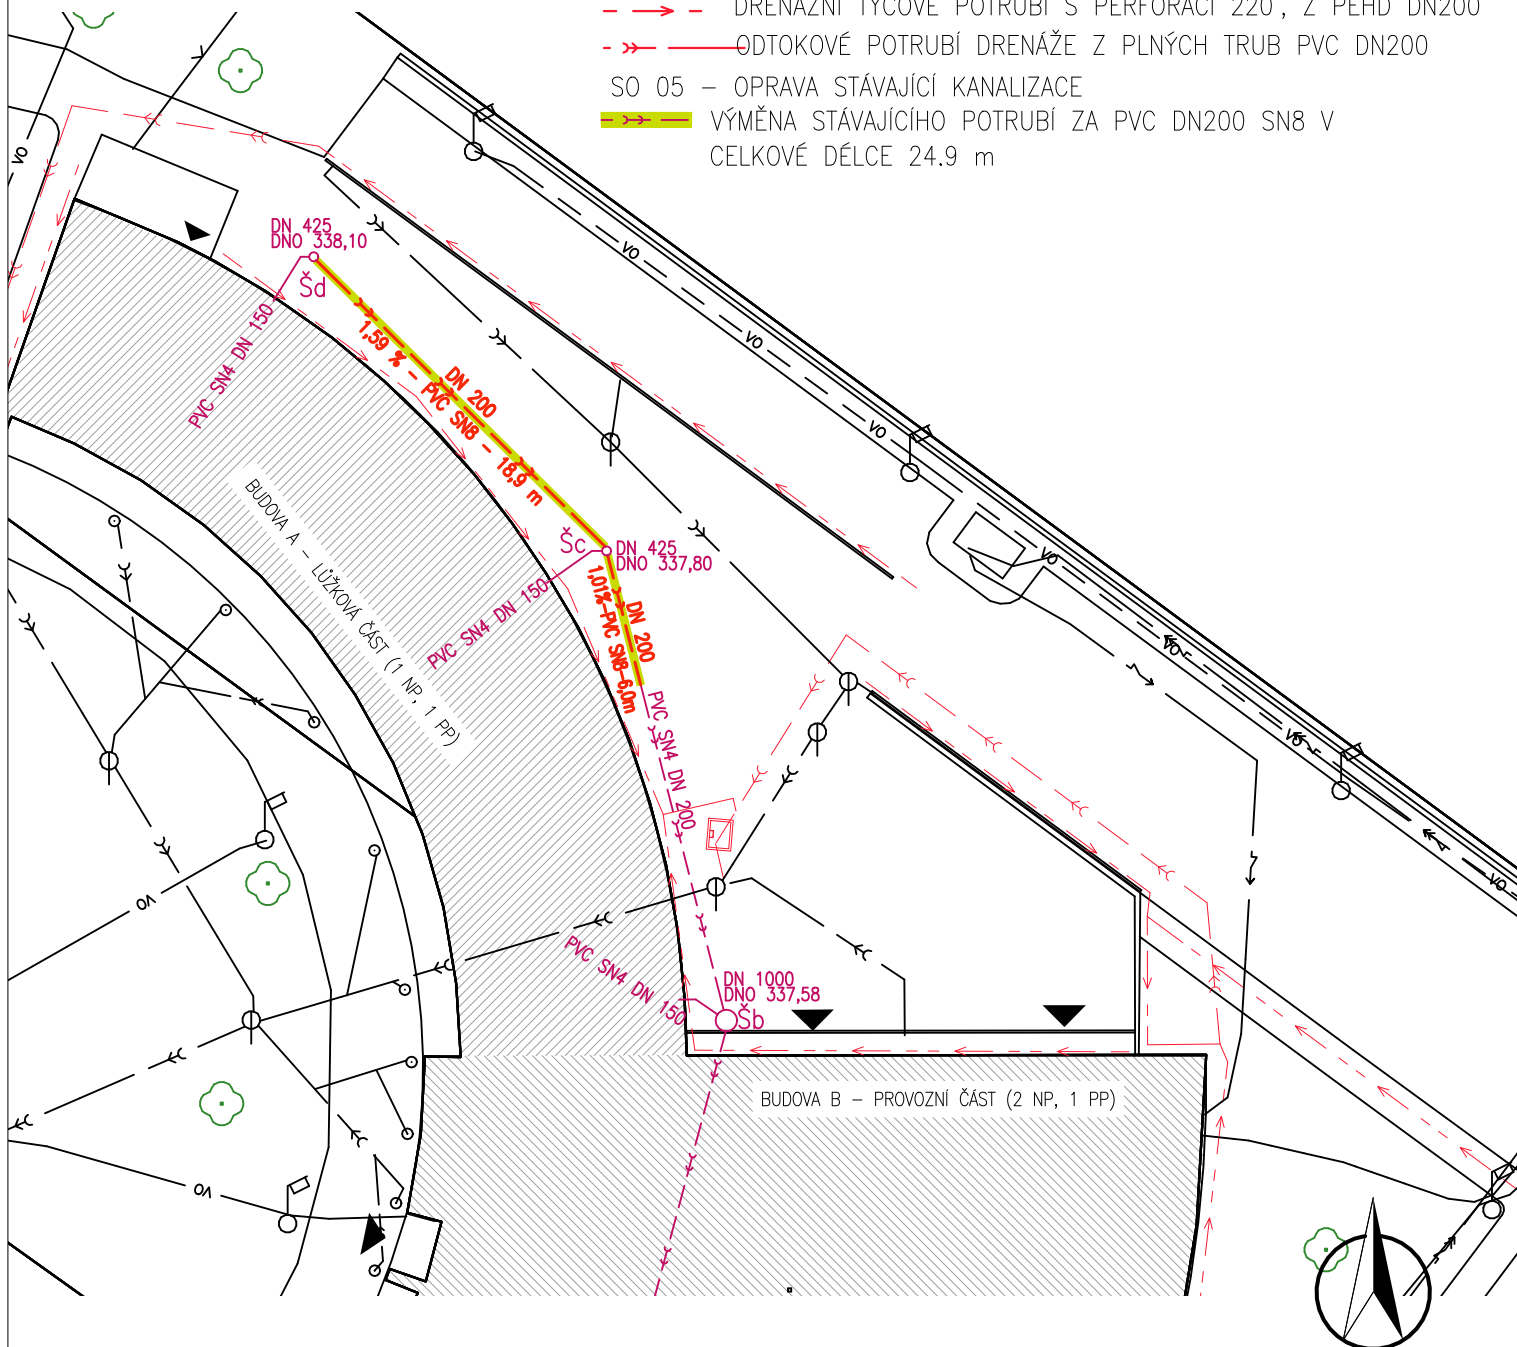 DRENÁŽNÍ TYČOVÉ POTRUBÍ S PERFORACÍ 220°, Z PEHD DN200
ODTOKOVÉ POTRUBÍ DRENÁŽE Z PLNÝCH TRUB PVC DN200
SO 05 – OPRAVA STÁVAJÍCÍ KANALIZACE
VÝMĚNA STÁVAJÍCÍHO POTRUBÍ ZA PVC DN200 SN8 V
CELKOVÉ DÉLCE 24.9 m
VO
DN 425
DNO 338,10
Šd
VO
PVC SN4 DN 150
1,59 % – PVC SN8 – 18,9 m
DN 200
VO
VO
BUDOVA A – LŮŽKOVÁ ČÁST (1 NP, 1 PP)
Šc
DN 425
DNO 337,80
VO
PVC SN4 DN 150
1,01%–PVC SN8–6,0m
DN 200
VO
PVC SN4 DN 200
VO
VO
VO
PVC SN4 DN 150
DN 1000
DNO 337,58
Šb
BUDOVA B – PROVOZNÍ ČÁST (2 NP, 1 PP)
VO